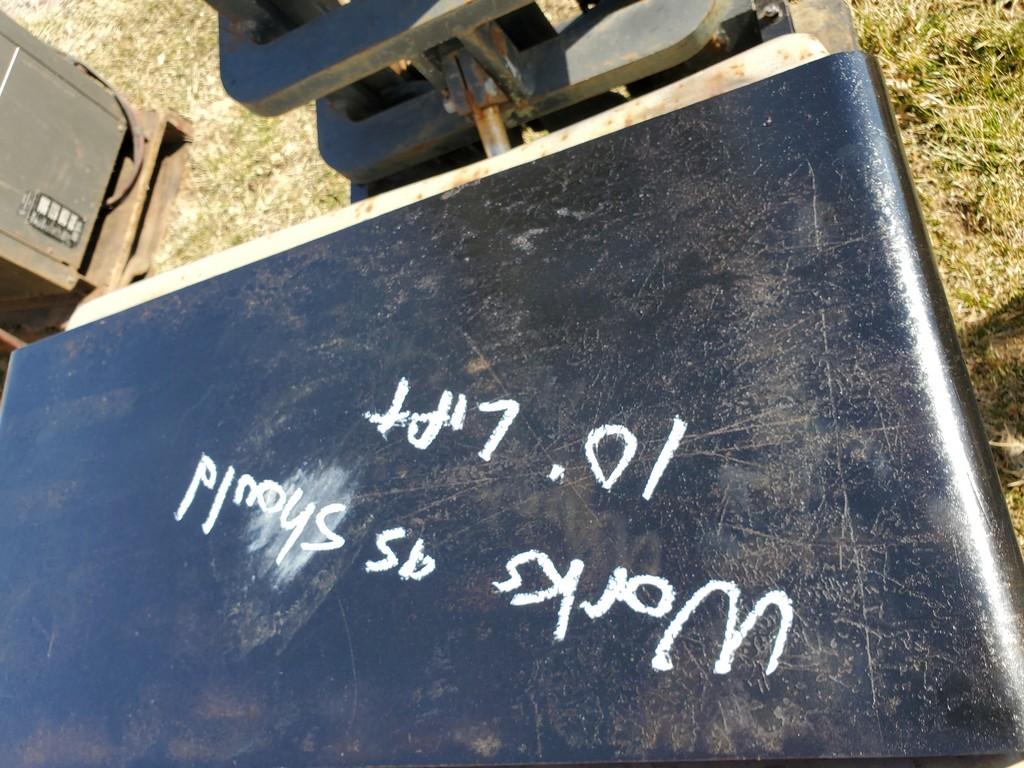 Works as should
10. Lift